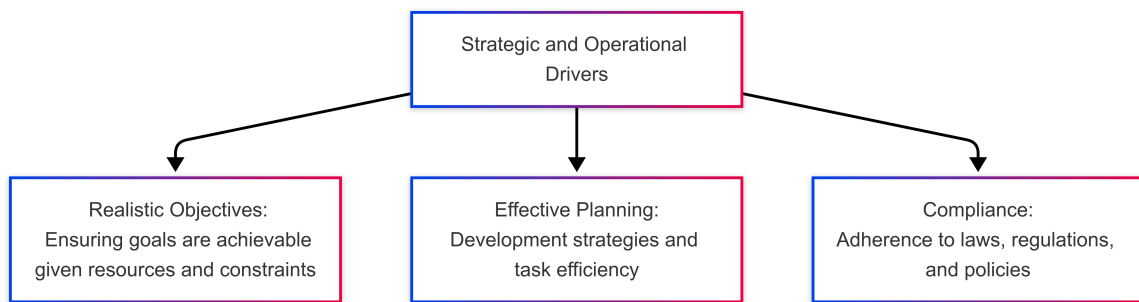 Strategic and Operational
Drivers
Realistic Objectives:
Ensuring goals are achievable
given resources and constraints
Effective Planning:
Development strategies and
task efficiency
Compliance:
Adherence to laws, regulations,
and policies